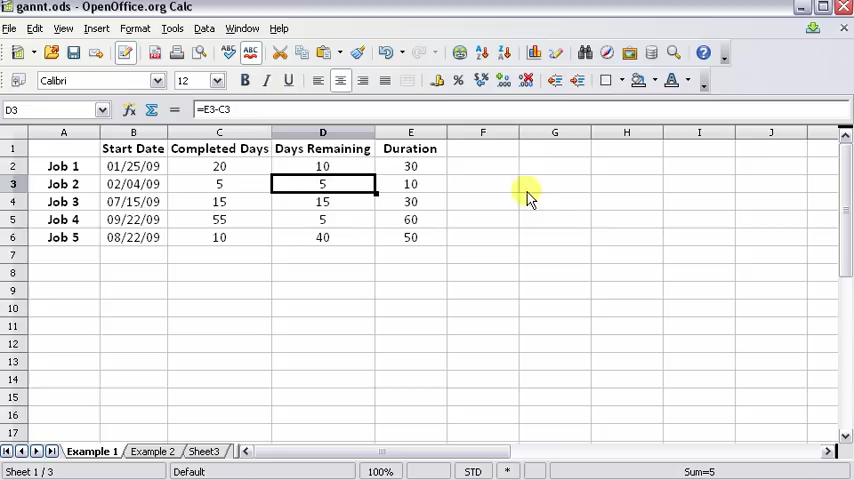 gannt.ods - OpenOffice.org Calc
File Edit View Insert Format Tools Data Window Help
Calibri 12 B I U A
D3 =E3-C3
A B C D E F G H I J
1 Start Date Completed Days Days Remaining Duration
2 Job 1 01/25/09 20 10 30
3 Job 2 02/04/09 5 5 10
4 Job 3 07/15/09 15 15 30
5 Job 4 09/22/09 55 5 60
6 Job 5 08/22/09 10 40 50
7
8
9
10
11
12
13
14
15
16
17
Example 1 Example 2 Sheet3
Sheet 1 / 3 Default 100% STD * Sum=5